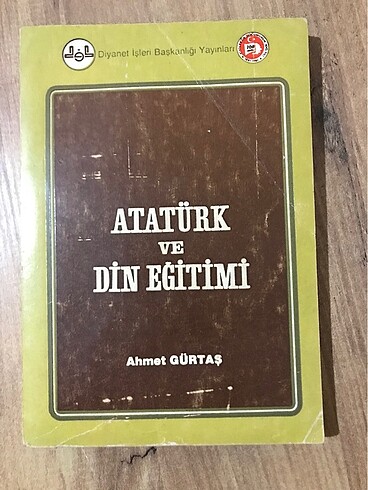 Diyanet İşleri Başkanlığı Yayınları
ATATÜRK
VE
DİN EĞİTİMİ
Ahmet GÜRTAŞ